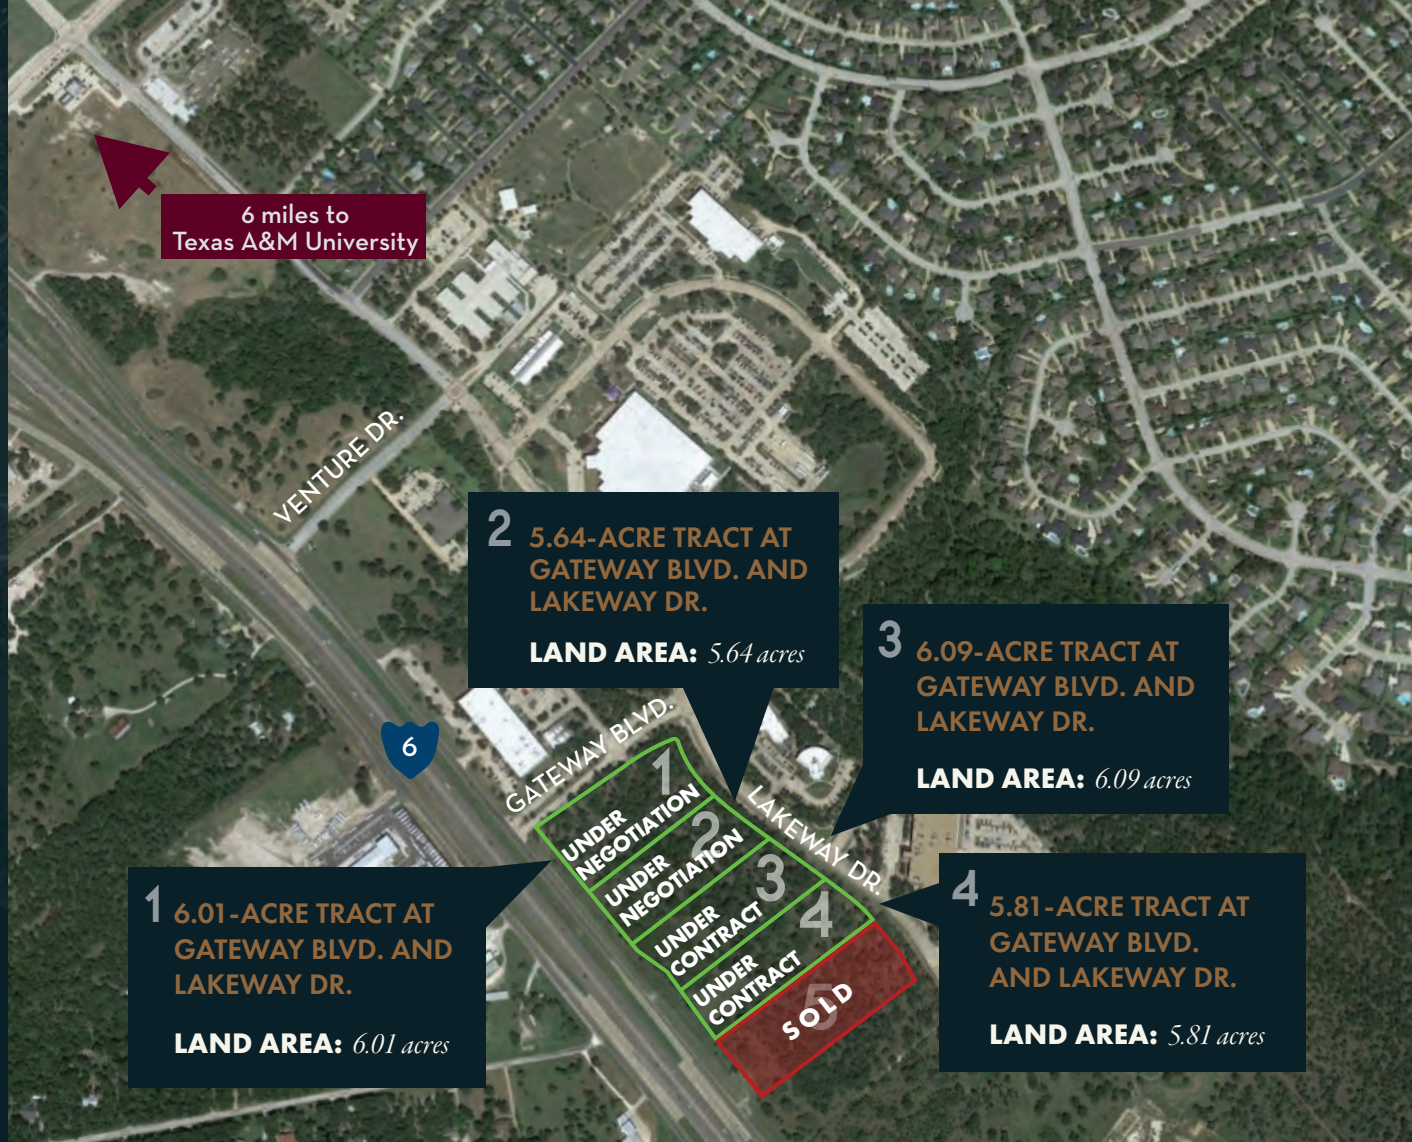 6 miles to
Texas A&M University
VENTURE DR.
2
5.64-ACRE TRACT AT
GATEWAY BLVD. AND
LAKEWAY DR.
LAND AREA: 5.64 acres
3
6.09-ACRE TRACT AT
GATEWAY BLVD. AND
LAKEWAY DR.
LAND AREA: 6.09 acres
6
GATEWAY BLVD.
LAKEWAY DR.
1
UNDER
NEGOTIATION
2
UNDER
NEGOTIATION
3
UNDER
CONTRACT
4
UNDER
CONTRACT
5
SOLD
1
6.01-ACRE TRACT AT
GATEWAY BLVD. AND
LAKEWAY DR.
LAND AREA: 6.01 acres
4
5.81-ACRE TRACT AT
GATEWAY BLVD.
AND LAKEWAY DR.
LAND AREA: 5.81 acres